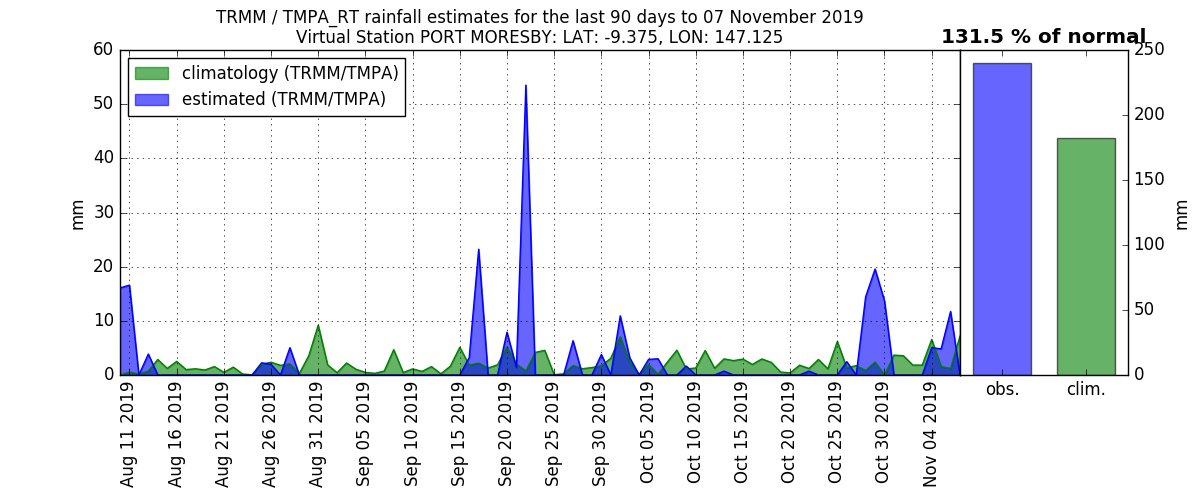 TRMM / TMPA_RT rainfall estimates for the last 90 days to 07 November 2019
Virtual Station PORT MORESBY: LAT: -9.375, LON: 147.125
131.5 % of normal
climatology (TRMM/TMPA)
estimated (TRMM/TMPA)
mm
60
50
40
30
20
10
0
Aug 11 2019
Aug 16 2019
Aug 21 2019
Aug 26 2019
Aug 31 2019
Sep 05 2019
Sep 10 2019
Sep 15 2019
Sep 20 2019
Sep 25 2019
Sep 30 2019
Oct 05 2019
Oct 10 2019
Oct 15 2019
Oct 20 2019
Oct 25 2019
Oct 30 2019
Nov 04 2019
obs.
clim.
250
200
150
100
50
0
mm